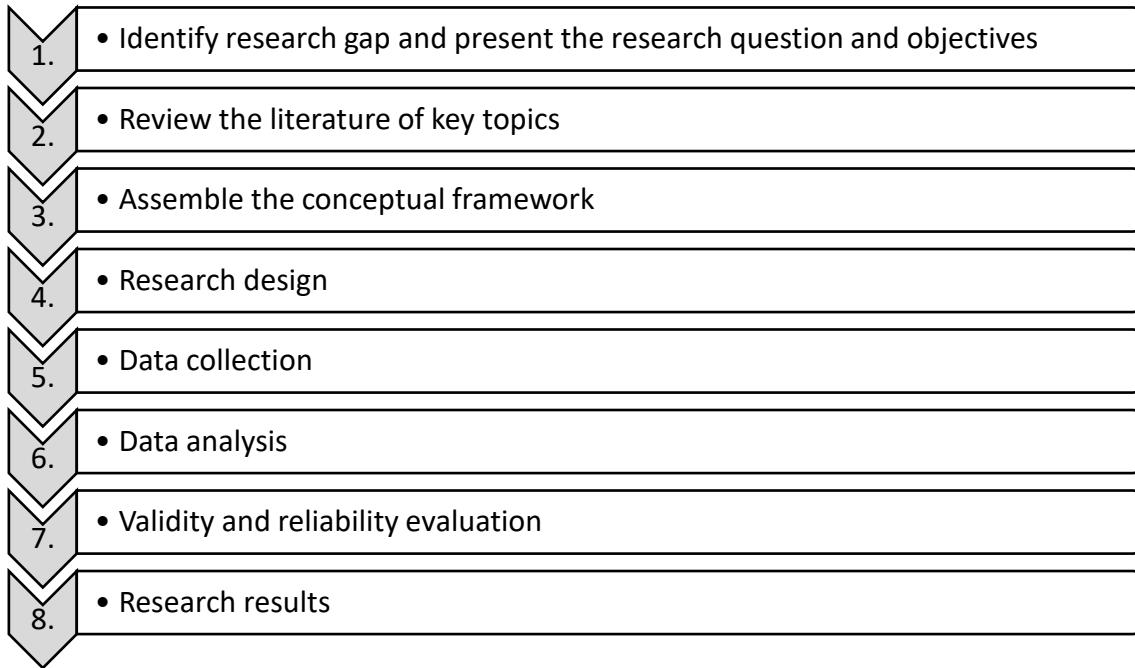 1. • Identify research gap and present the research question and objectives
2. • Review the literature of key topics
3. • Assemble the conceptual framework
4. • Research design
5. • Data collection
6. • Data analysis
7. • Validity and reliability evaluation
8. • Research results